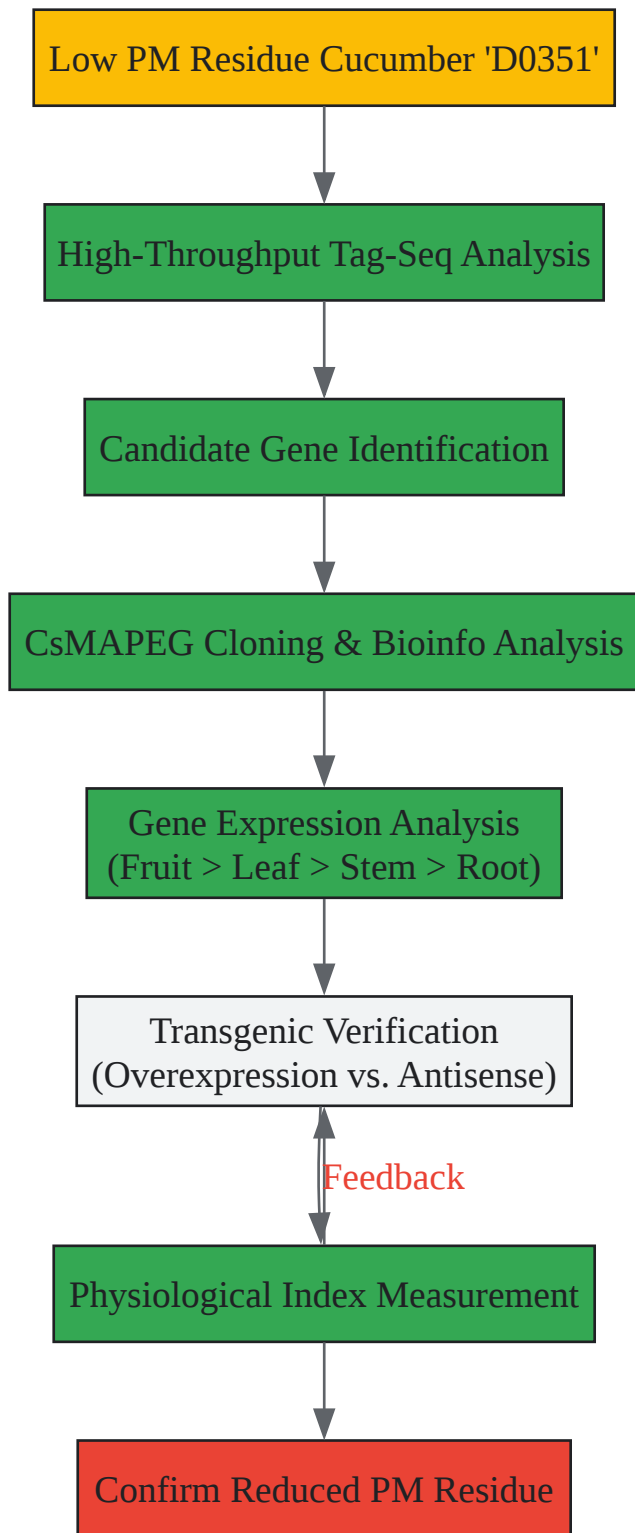 Low PM Residue Cucumber 'D0351'
High-Throughput Tag-Seq Analysis
Candidate Gene Identification
CsMAPEG Cloning & Bioinfo Analysis
Gene Expression Analysis
(Fruit > Leaf > Stem > Root)
Transgenic Verification
(Overexpression vs. Antisense)
Feedback
Physiological Index Measurement
Confirm Reduced PM Residue